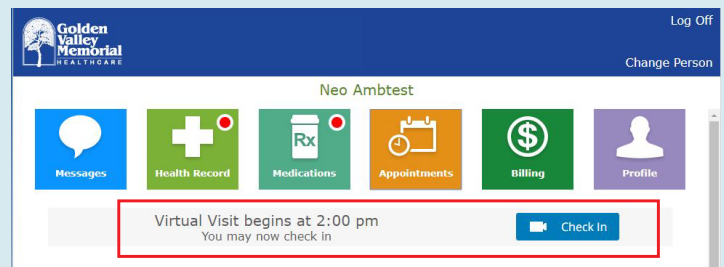 Golden
Valley
Memorial
HEALTHCARE
Log Off
Change Person
Neo Ambtest
Messages
Health Record
Rx
Medications
Appointments
$
Billing
Profile
Virtual Visit begins at 2:00 pm
You may now check in
Check In